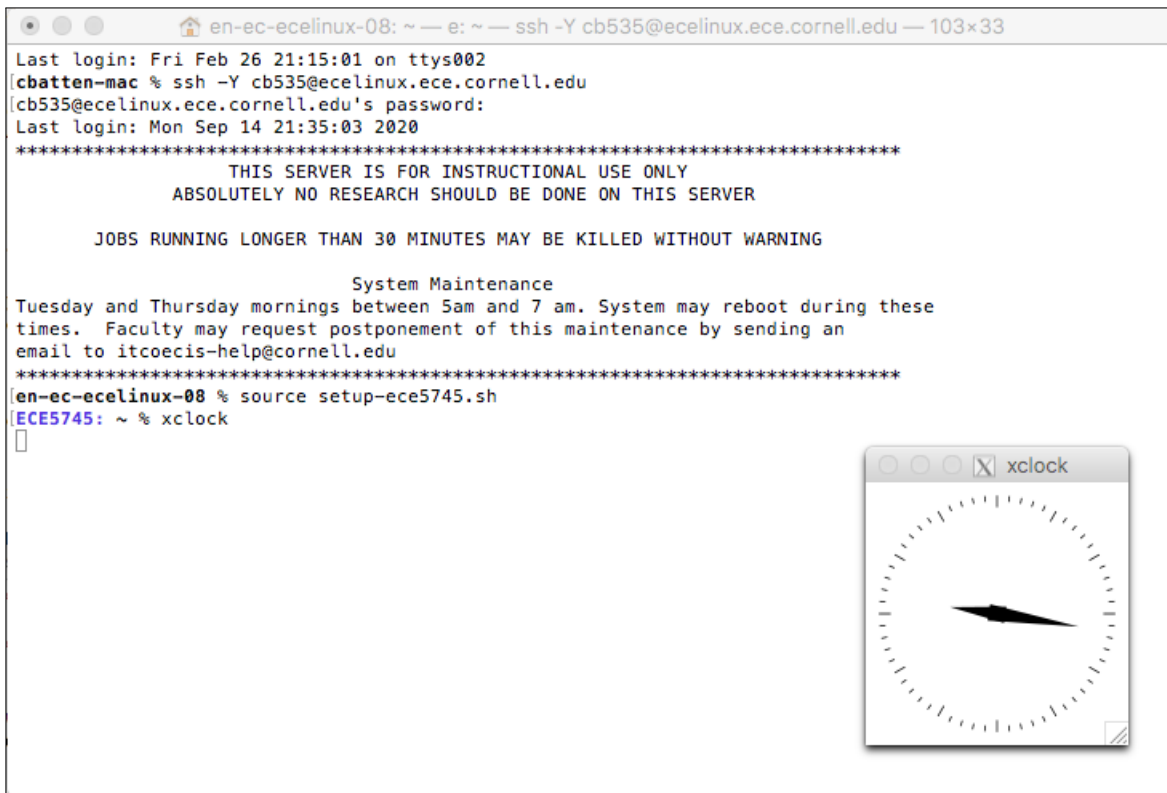 en-ec-ecelinux-08: ~ — e: ~ — ssh -Y cb535@ecelinux.ece.cornell.edu — 103×33
Last login: Fri Feb 26 21:15:01 on ttys002
[cbatten-mac % ssh -Y cb535@ecelinux.ece.cornell.edu
[cb535@ecelinux.ece.cornell.edu's password:
Last login: Mon Sep 14 21:35:03 2020
*******************************************************************************
THIS SERVER IS FOR INSTRUCTIONAL USE ONLY
ABSOLUTELY NO RESEARCH SHOULD BE DONE ON THIS SERVER
JOBS RUNNING LONGER THAN 30 MINUTES MAY BE KILLED WITHOUT WARNING
System Maintenance
Tuesday and Thursday mornings between 5am and 7 am. System may reboot during these
times.  Faculty may request postponement of this maintenance by sending an
email to itcoecis-help@cornell.edu
*******************************************************************************
[en-ec-ecelinux-08 % source setup-ece5745.sh
[ECE5745: ~ % xclock
X xclock